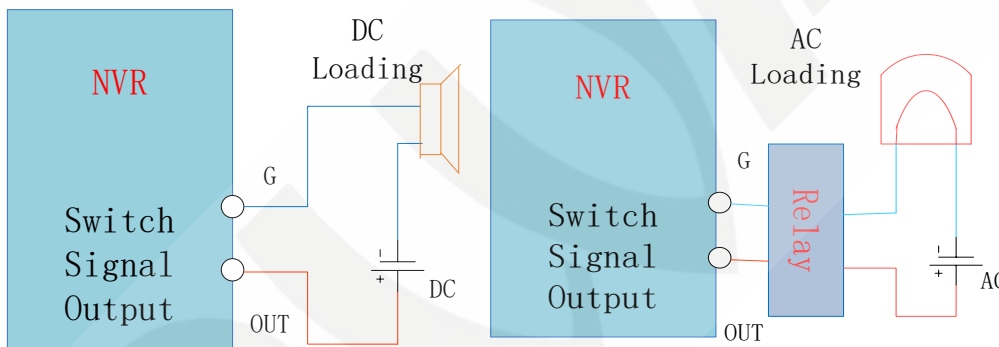 DC
Loading
NVR
G
Switch
Signal
Output
-
+
DC
OUT
AC
Loading
NVR
G
Relay
Switch
Signal
Output
-
+
AC
OUT